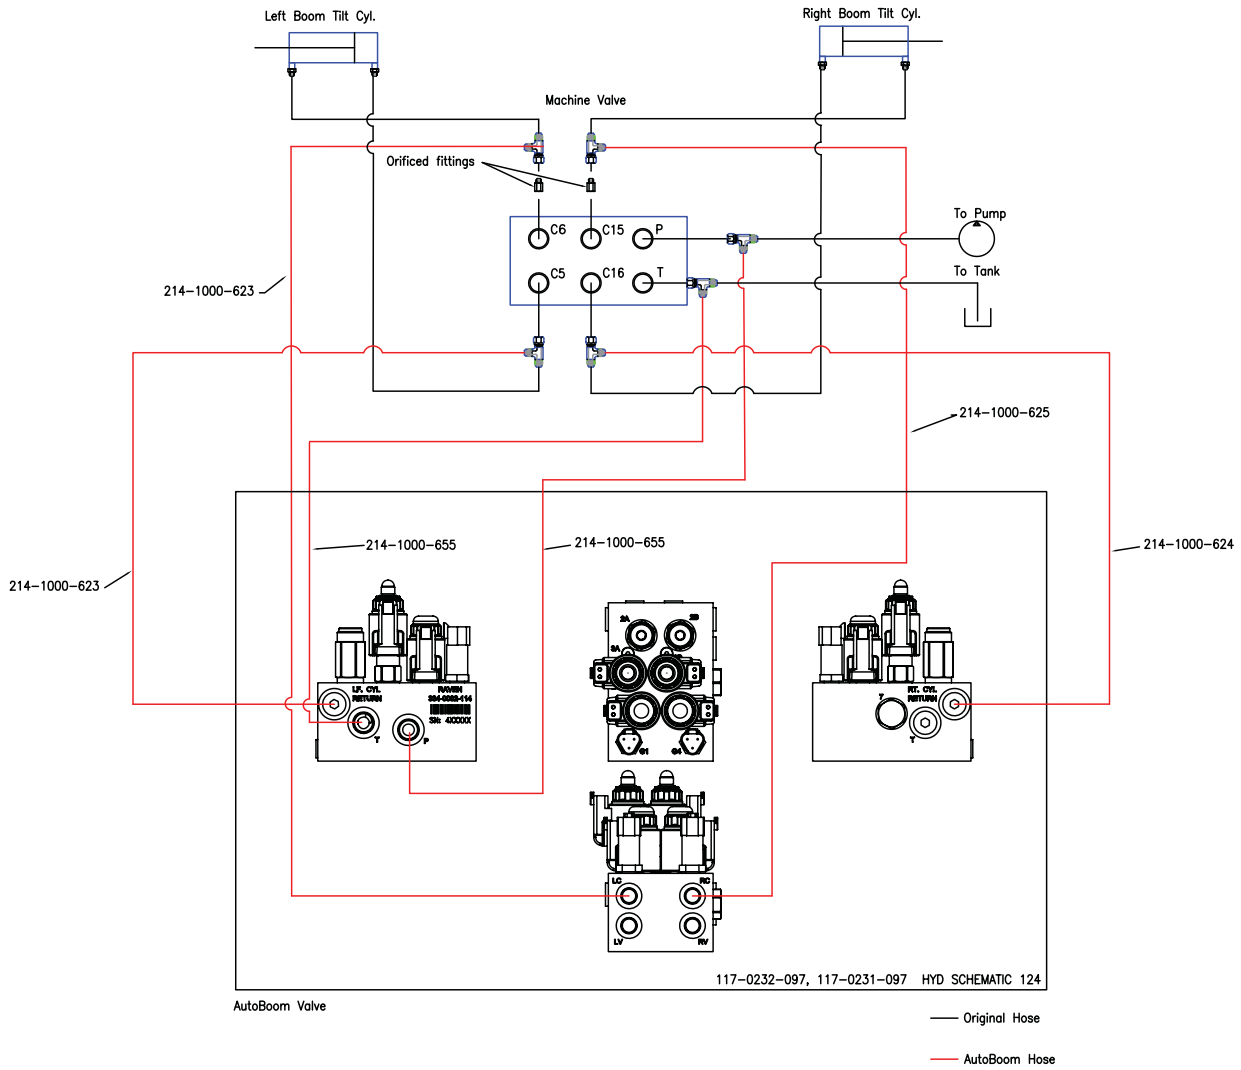 Left Boom Tilt Cyl.
Right Boom Tilt Cyl.
Machine Valve
Orificed fittings
C6
C15
P
C5
C16
T
To Pump
To Tank
214-1000-623
214-1000-625
214-1000-655
214-1000-655
214-1000-624
214-1000-623
LF. CYL
RETURN
RAVEN
SN: 4XXXXX
T
P
2A
2B
3A
G1
G4
RT. CYL
RETURN
T
LC
RC
LV
RV
117-0232-097, 117-0231-097 HYD SCHEMATIC 124
AutoBoom Valve
Original Hose
AutoBoom Hose